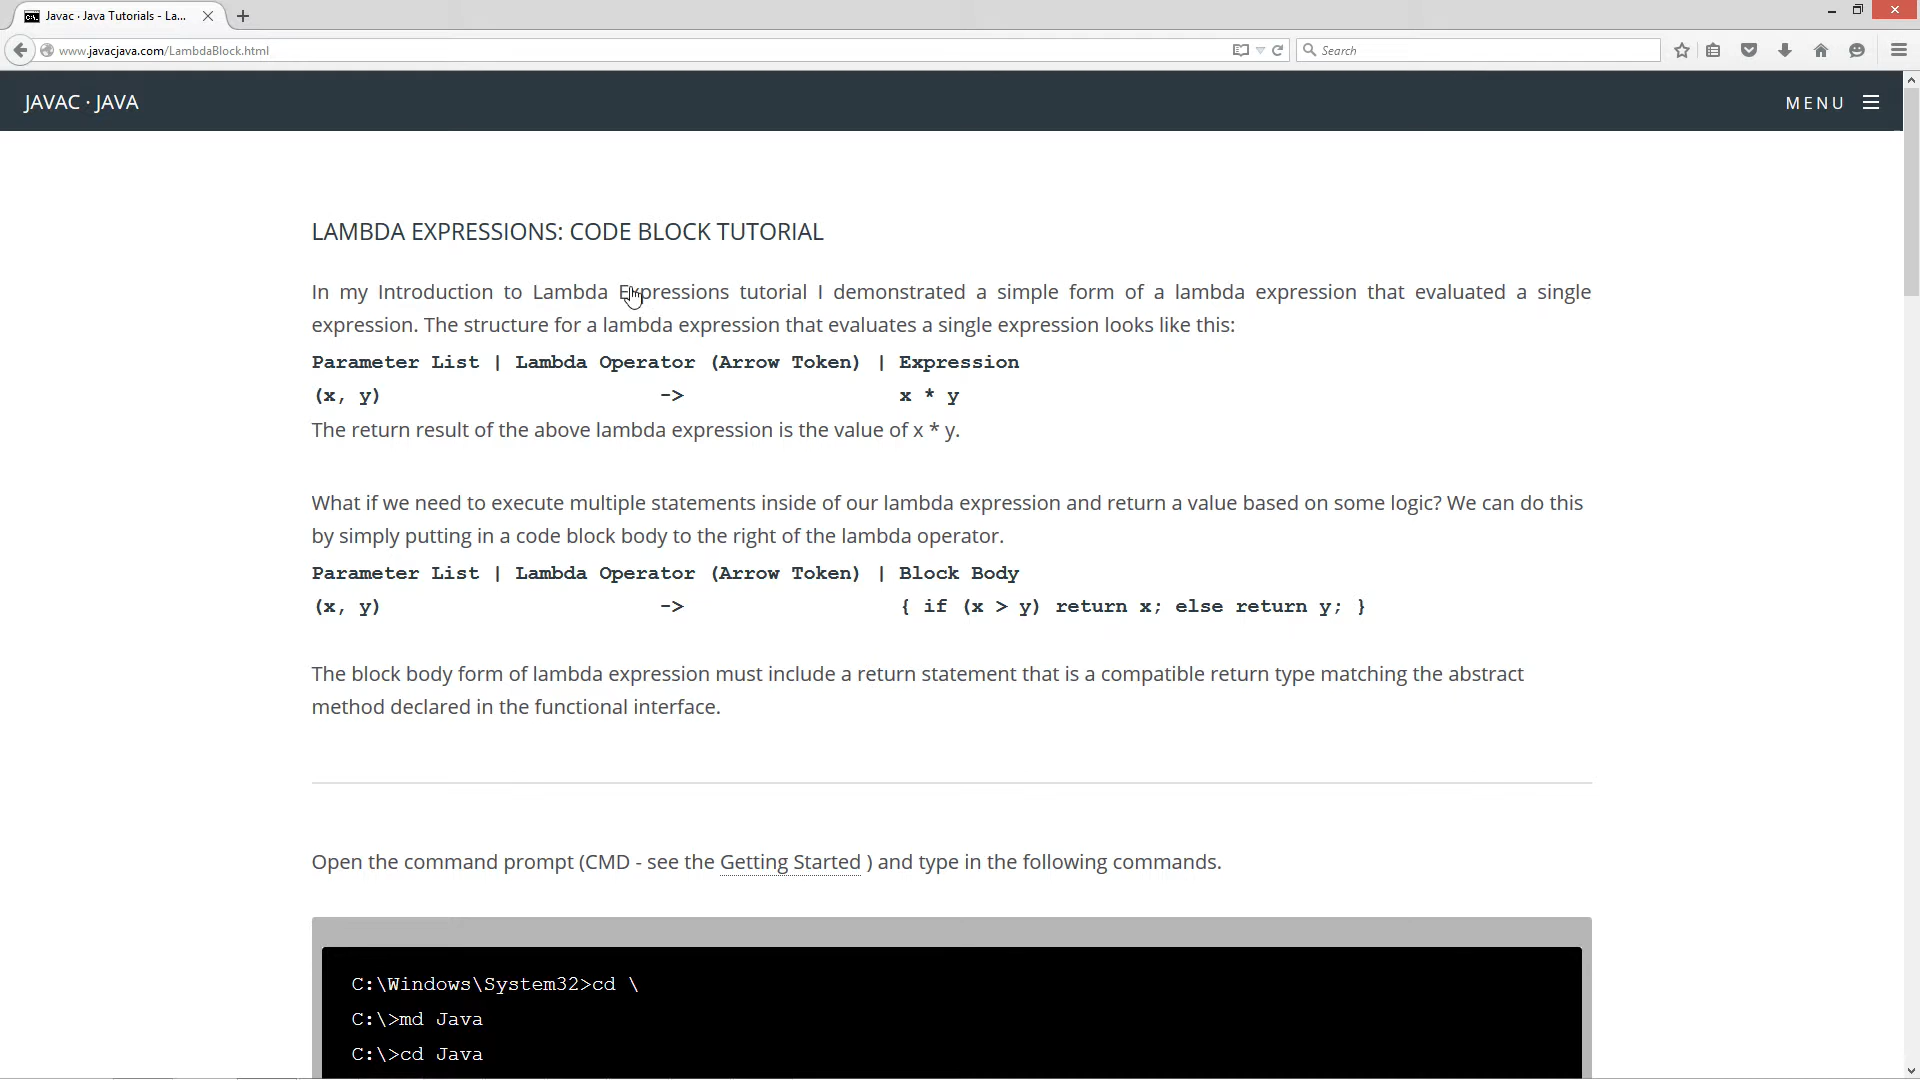 Javac · Java Tutorials - La...
www.javacjava.com/LambdaBlock.html
Search
JAVAC · JAVA
MENU
LAMBDA EXPRESSIONS: CODE BLOCK TUTORIAL
In my Introduction to Lambda Expressions tutorial I demonstrated a simple form of a lambda expression that evaluated a single
expression. The structure for a lambda expression that evaluates a single expression looks like this:
Parameter List | Lambda Operator (Arrow Token) | Expression
(x, y) -> x * y
The return result of the above lambda expression is the value of x * y.
What if we need to execute multiple statements inside of our lambda expression and return a value based on some logic? We can do this
by simply putting in a code block body to the right of the lambda operator.
Parameter List | Lambda Operator (Arrow Token) | Block Body
(x, y) -> { if (x > y) return x; else return y; }
The block body form of lambda expression must include a return statement that is a compatible return type matching the abstract
method declared in the functional interface.
Open the command prompt (CMD - see the Getting Started ) and type in the following commands.
C:\Windows\System32>cd \
C:\>md Java
C:\>cd Java